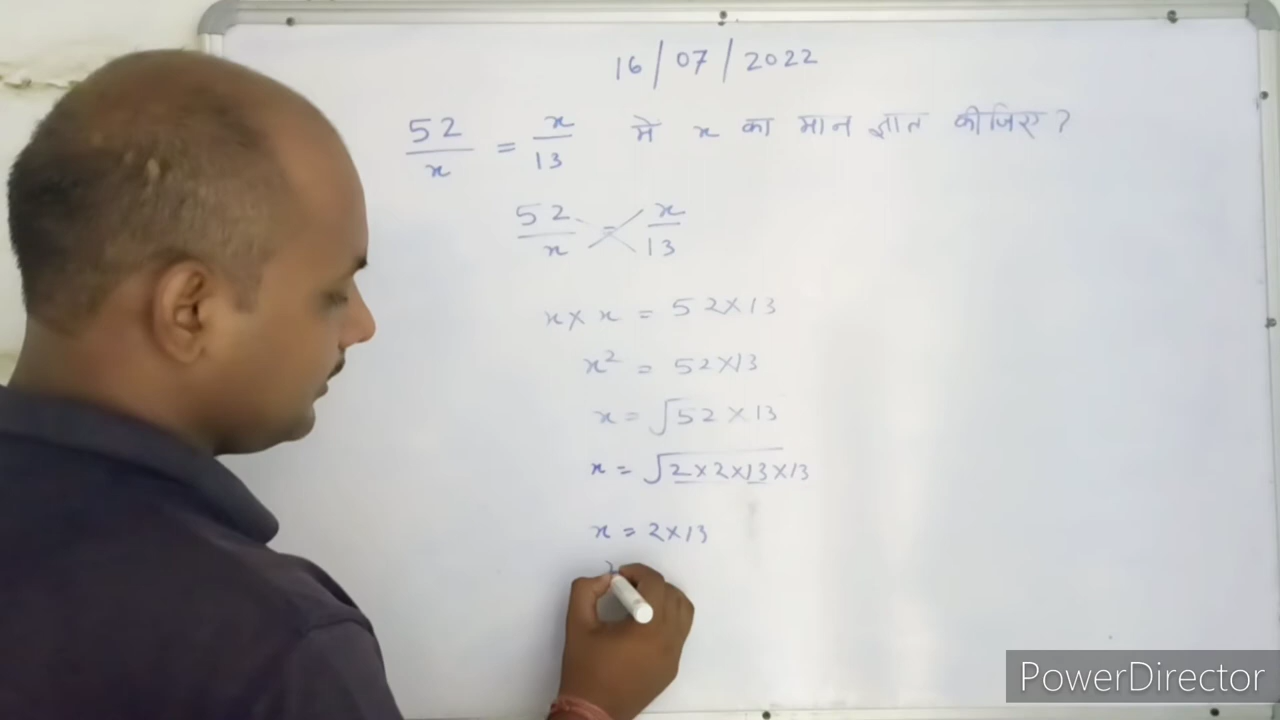 16/07/2022
52/x = x/13 में x का मान ज्ञात कीजिए?
52/x = x/13
x×x = 52×13
x² = 52×13
x = √52×13
x = √2×2×13×13
x = 2×13
PowerDirector